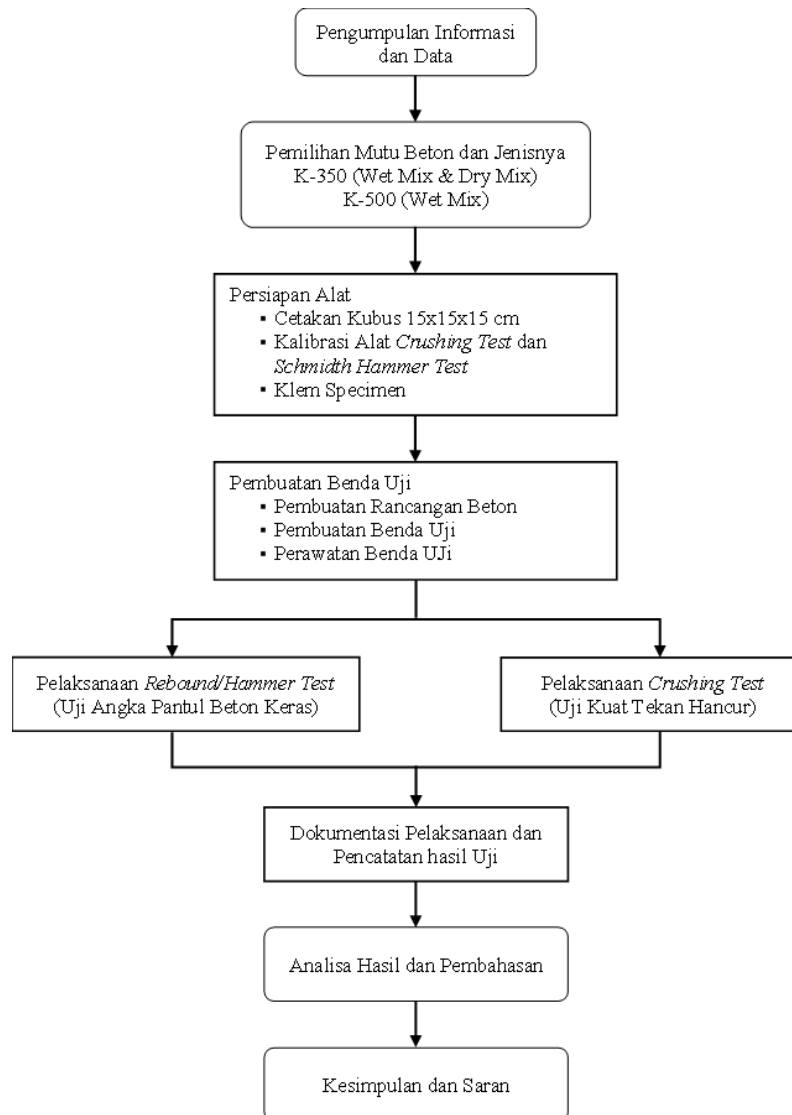 Pengumpulan Informasi
dan Data
Pemilihan Mutu Beton dan Jenisnya
K-350 (Wet Mix & Dry Mix)
K-500 (Wet Mix)
Persiapan Alat
▪ Cetakan Kubus 15x15x15 cm
▪ Kalibrasi Alat Crushing Test dan
Schmidth Hammer Test
▪ Klem Specimen
Pembuatan Benda Uji
▪ Pembuatan Rancangan Beton
▪ Pembuatan Benda Uji
▪ Perawatan Benda UJi
Pelaksanaan Rebound/Hammer Test
(Uji Angka Pantul Beton Keras)
Pelaksanaan Crushing Test
(Uji Kuat Tekan Hancur)
Dokumentasi Pelaksanaan dan
Pencatatan hasil Uji
Analisa Hasil dan Pembahasan
Kesimpulan dan Saran